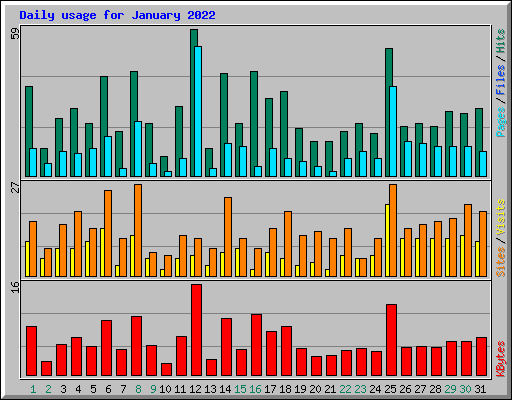 Daily usage for January 2022
59
Pages / Files / Hits
27
Sites / Visits
16
KBytes
1 2 3 4 5 6 7 8 9 10 11 12 13 14 15 16 17 18 19 20 21 22 23 24 25 26 27 28 29 30 31